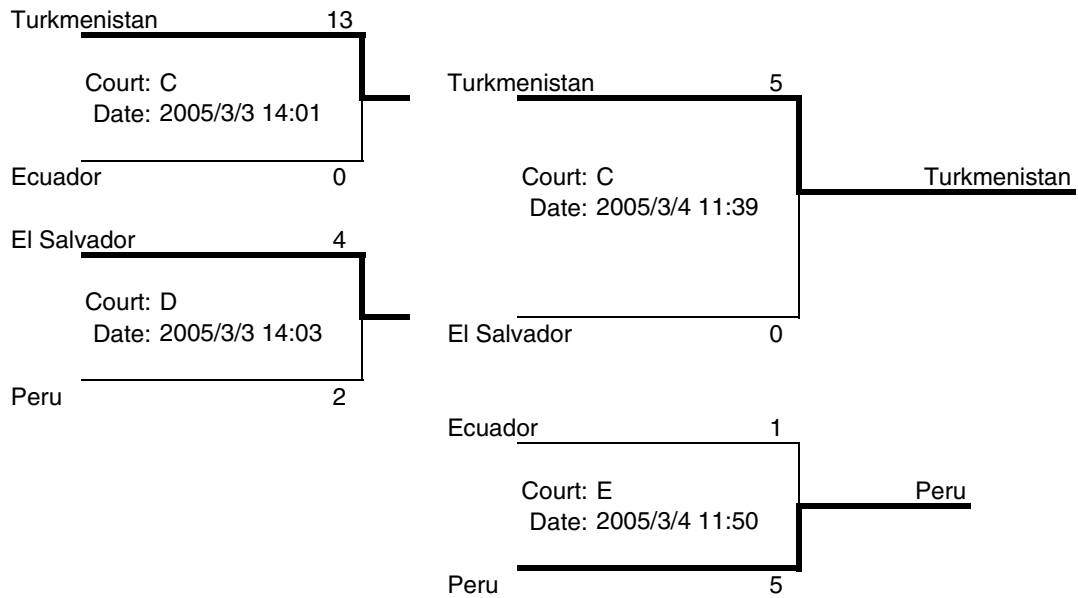 Turkmenistan 13
Court: C
Date: 2005/3/3 14:01
Ecuador 0
El Salvador 4
Court: D
Date: 2005/3/3 14:03
Peru 2
Turkmenistan 5
Court: C
Date: 2005/3/4 11:39
El Salvador 0
Turkmenistan
Ecuador 1
Court: E
Date: 2005/3/4 11:50
Peru 5
Peru